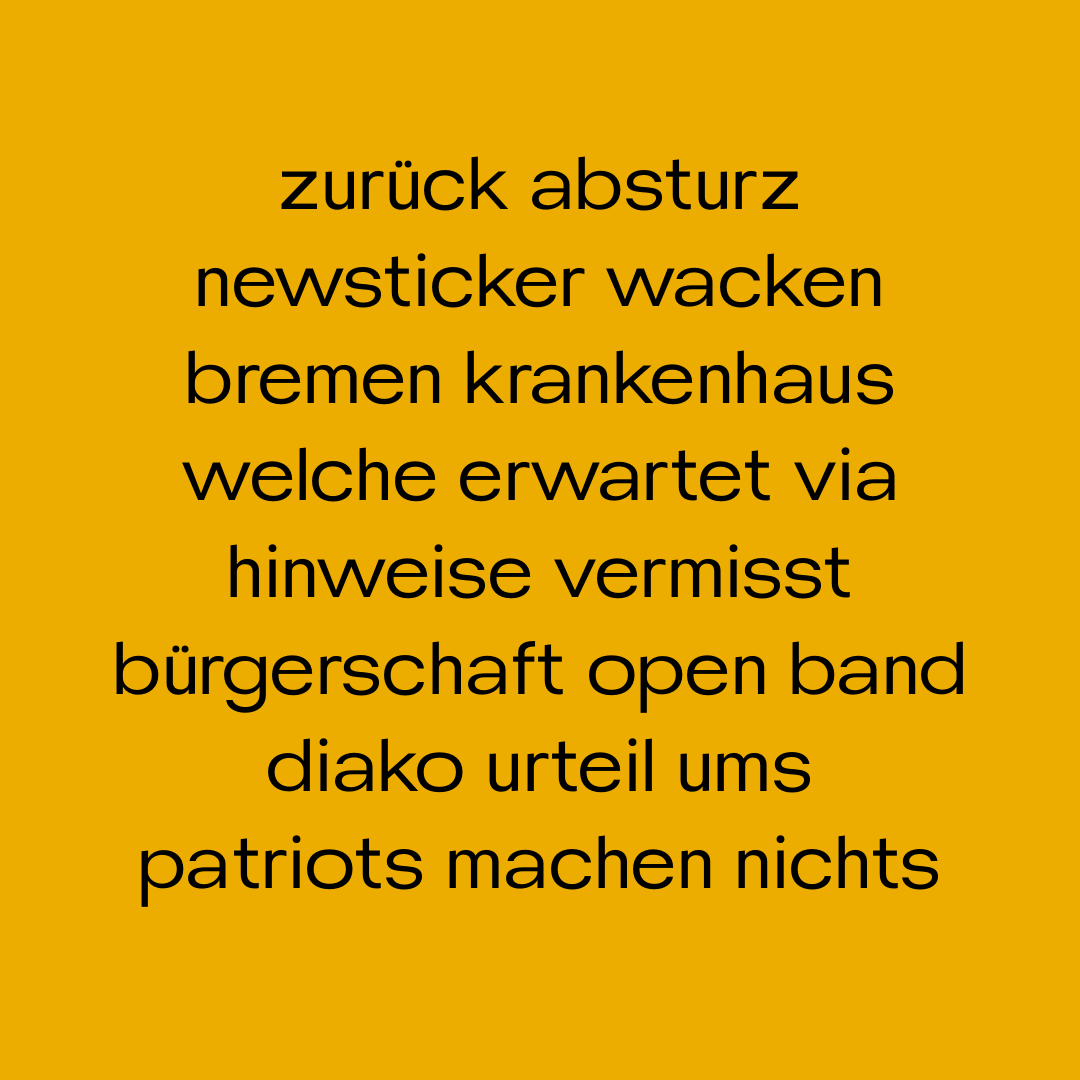 zurück absturz
newsticker wacken
bremen krankenhaus
welche erwartet via
hinweise vermisst
bürgerschaft open band
diako urteil ums
patriots machen nichts